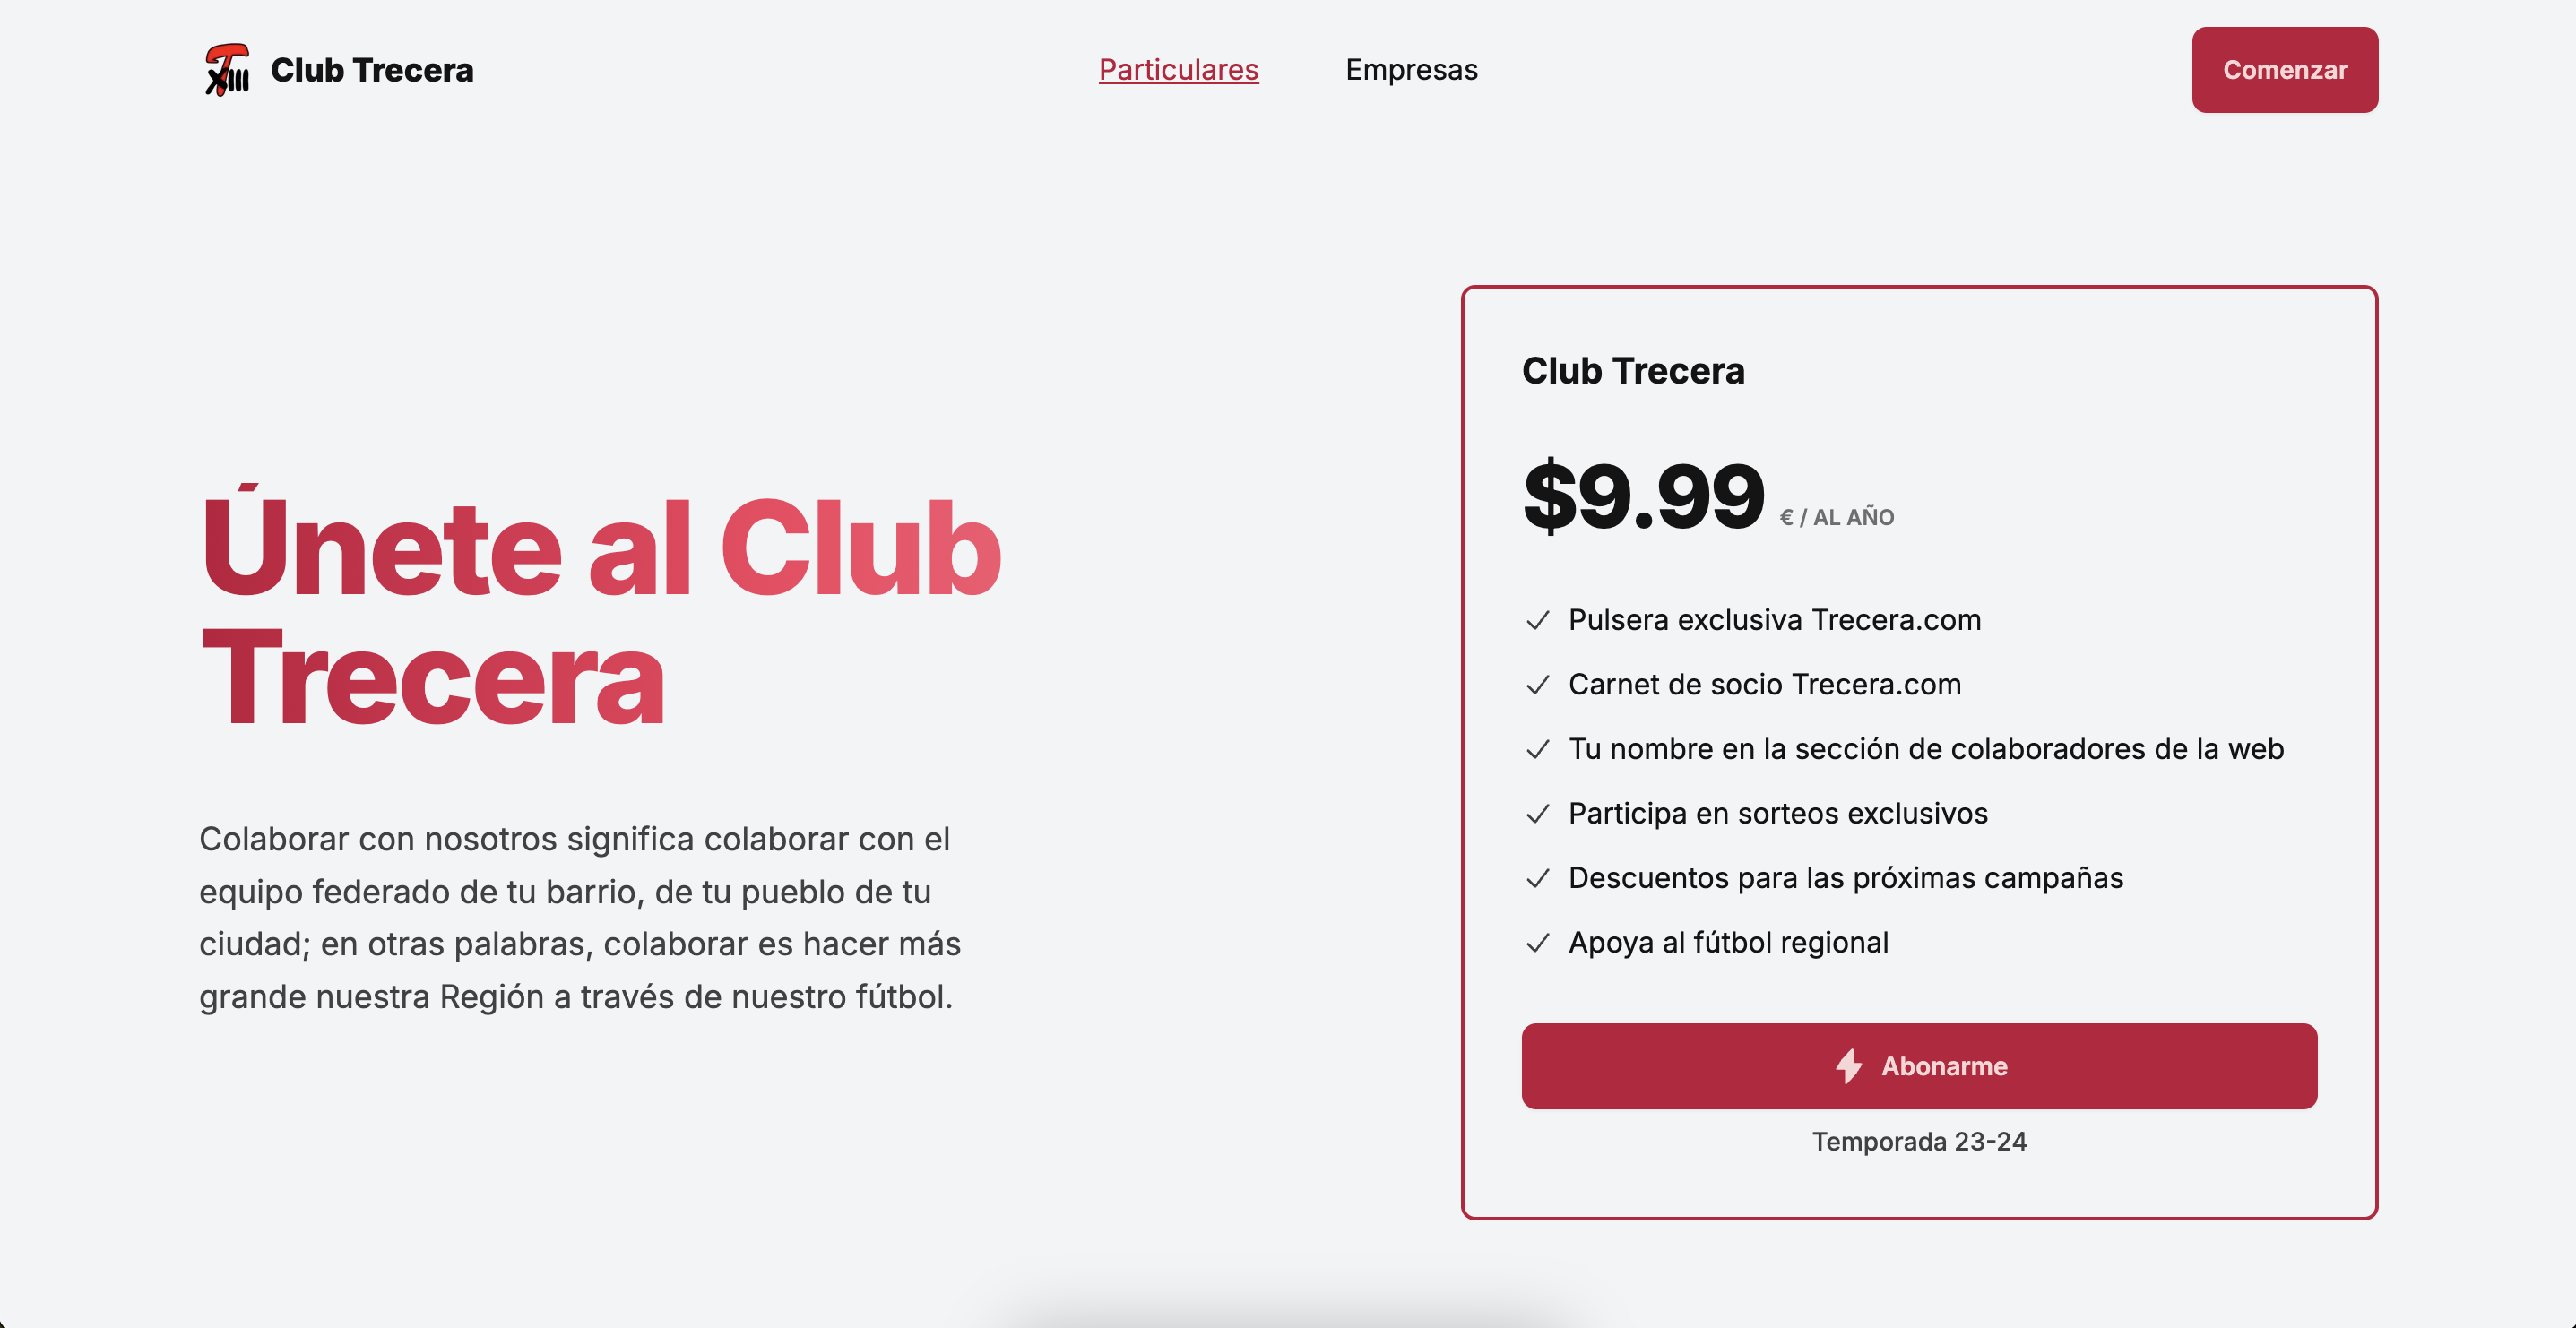 XIII Club Trecera
Particulares
Empresas
Comenzar
Únete al Club
Trecera
Colaborar con nosotros significa colaborar con el
equipo federado de tu barrio, de tu pueblo de tu
ciudad; en otras palabras, colaborar es hacer más
grande nuestra Región a través de nuestro fútbol.
Club Trecera
$9.99 € / AL AÑO
Pulsera exclusiva Trecera.com
Carnet de socio Trecera.com
Tu nombre en la sección de colaboradores de la web
Participa en sorteos exclusivos
Descuentos para las próximas campañas
Apoya al fútbol regional
Abonarme
Temporada 23-24